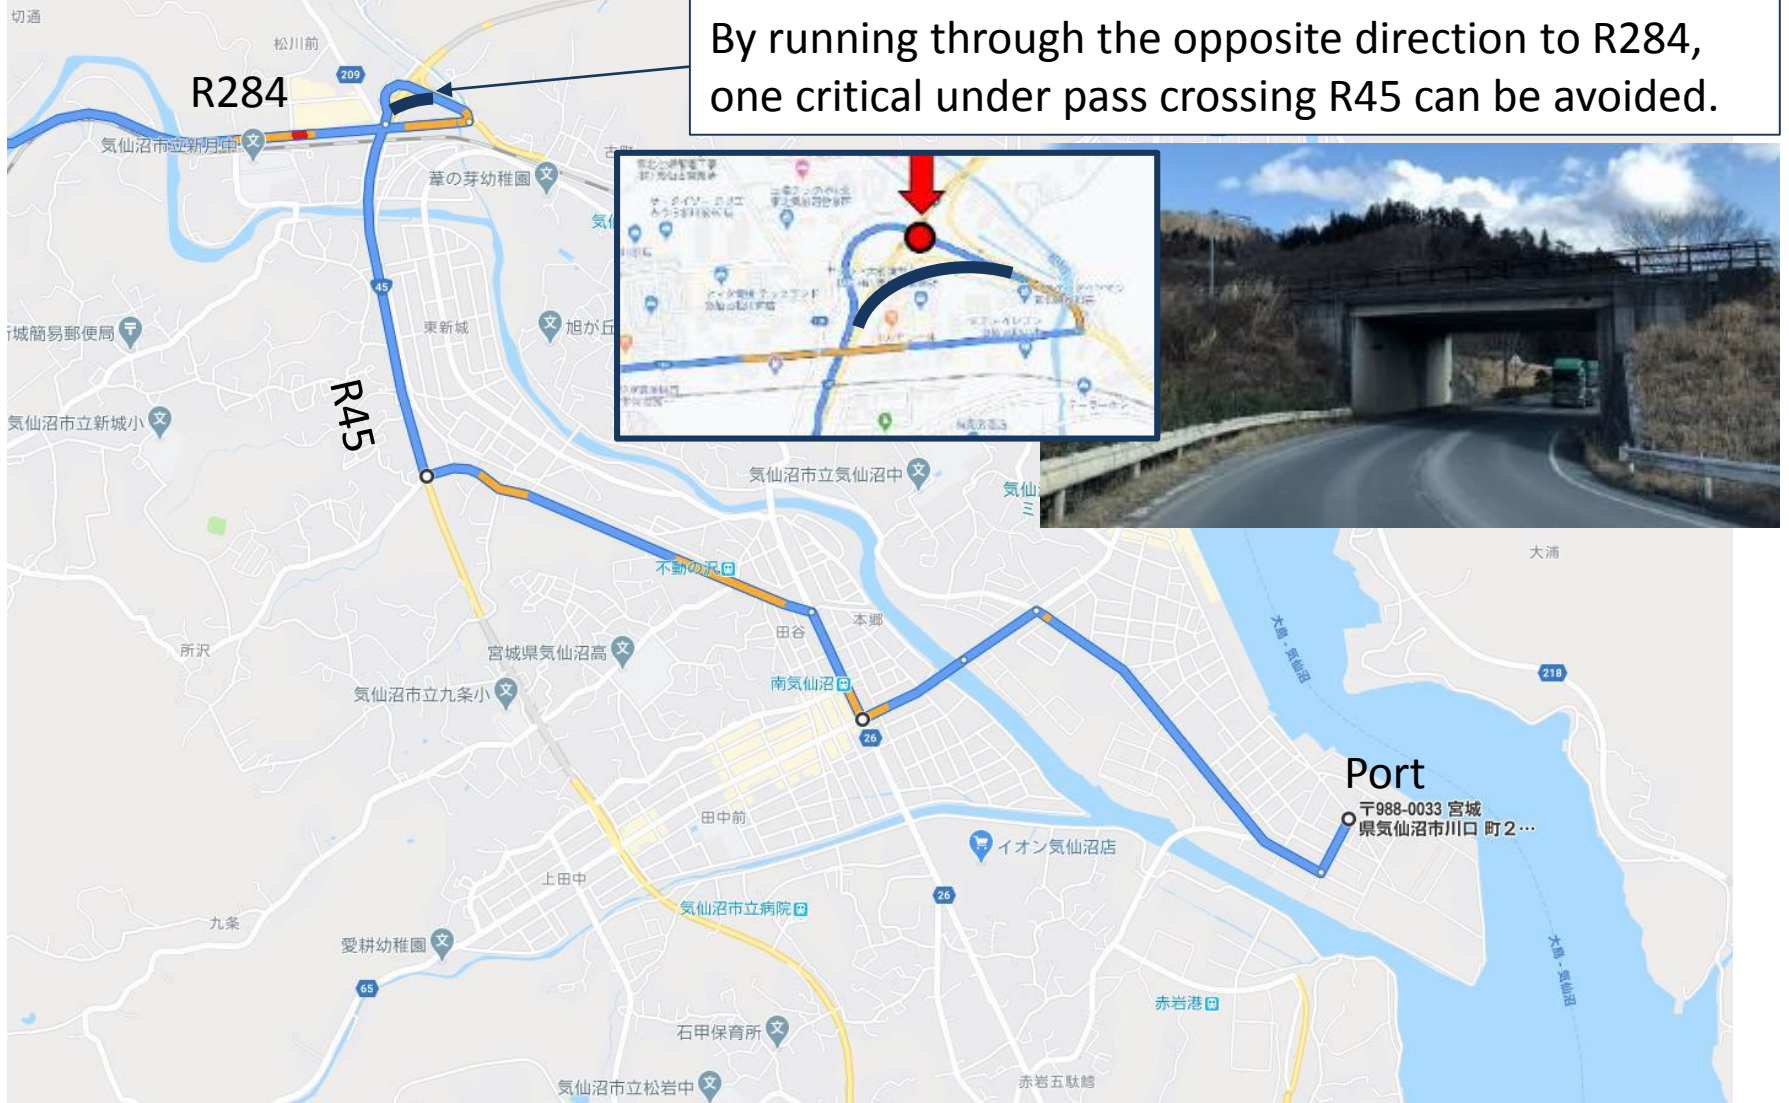 By running through the opposite direction to R284,
one critical under pass crossing R45 can be avoided.
切通
松川前
209
R284
気仙沼市立新月中
葦の芽幼稚園
45
東新城
旭が丘
城簡易郵便局
R45
気仙沼市立新城小
気仙沼市立気仙沼中
大浦
不動の沢
田谷
本郷
所沢
宮城県気仙沼高
大島 - 気仙沼
南気仙沼
218
気仙沼市立九条小
26
Port
〒988-0033 宮城
県気仙沼市川口 町2…
田中前
イオン気仙沼店
上田中
26
気仙沼市立病院
九条
愛耕幼稚園
大島 - 気仙沼
65
赤岩港
石甲保育所
気仙沼市立松岩中
赤岩五駄鱈